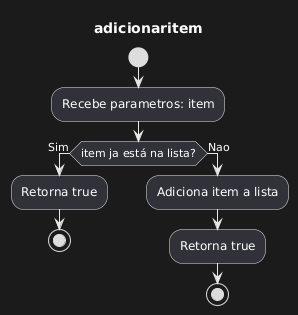 adicionaritem
Recebe parametros: item
Sim
item ja está na lista?
Nao
Retorna true
Adiciona item a lista
Retorna true